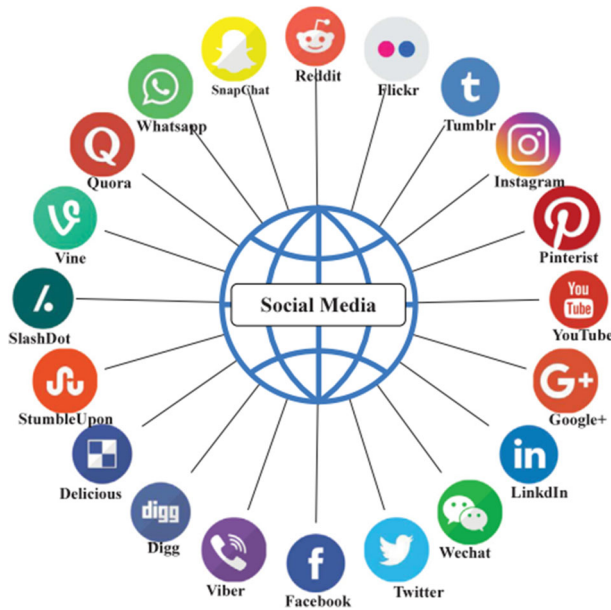 Reddit
Flickr
t
Tumblr
Instagram
Pinterist
You
Tube
YouTube
G+
Google+
in
LinkdIn
Wechat
Twitter
f
Facebook
Viber
digg
Digg
Delicious
StumbleUpon
/.
SlashDot
Vine
Q
Quora
Whatsapp
SnapChat
Social Media